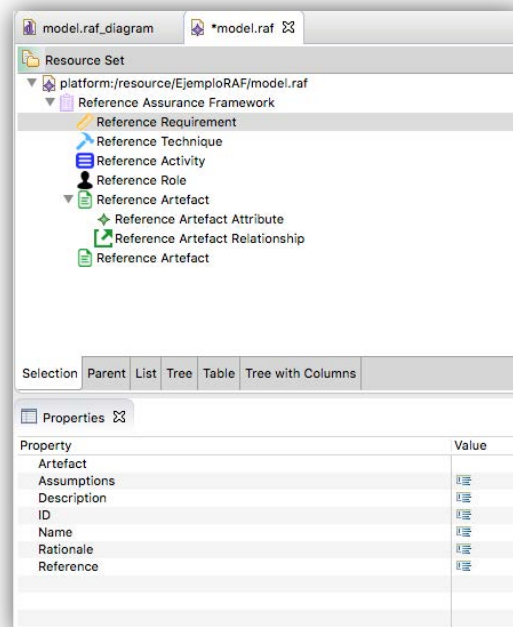 model.raf_diagram
*model.raf
Resource Set
platform:/resource/EjemploRAF/model.raf
Reference Assurance Framework
Reference Requirement
Reference Technique
Reference Activity
Reference Role
Reference Artefact
Reference Artefact Attribute
Reference Artefact Relationship
Reference Artefact
Selection Parent List Tree Table Tree with Columns
Properties
Property Value
Artefact
Assumptions
Description
ID
Name
Rationale
Reference